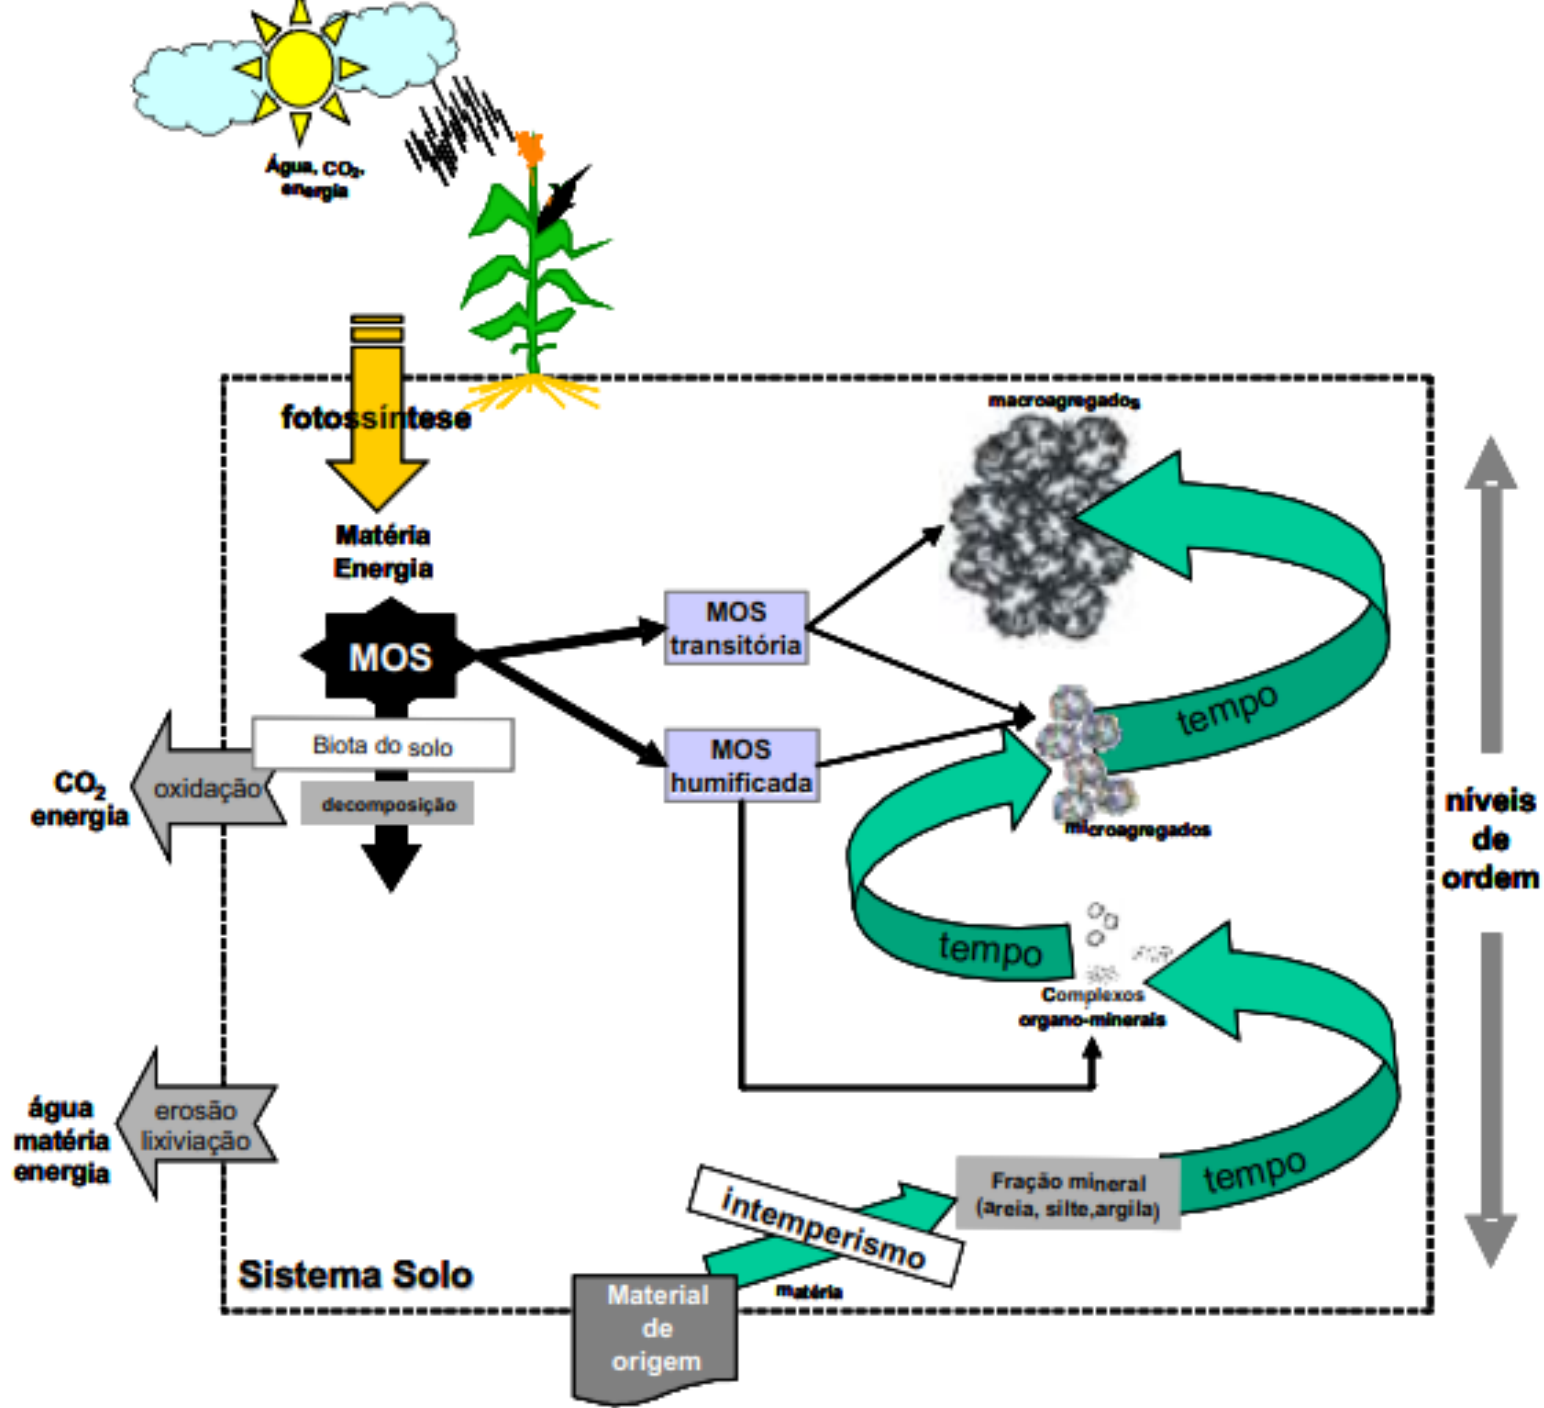 Água, CO₂,
energia
fotossíntese
Matéria
Energia
MOS
Biota do solo
decomposição
oxidação
CO₂
energia
erosão
lixiviação
água
matéria
energia
MOS
transitória
MOS
humificada
macroagregados
tempo
microagregados
tempo
Complexos
organo-minerais
tempo
Fração mineral
(areia, silte,argila)
intemperismo
matéria
Material
de
origem
Sistema Solo
níveis
de
ordem